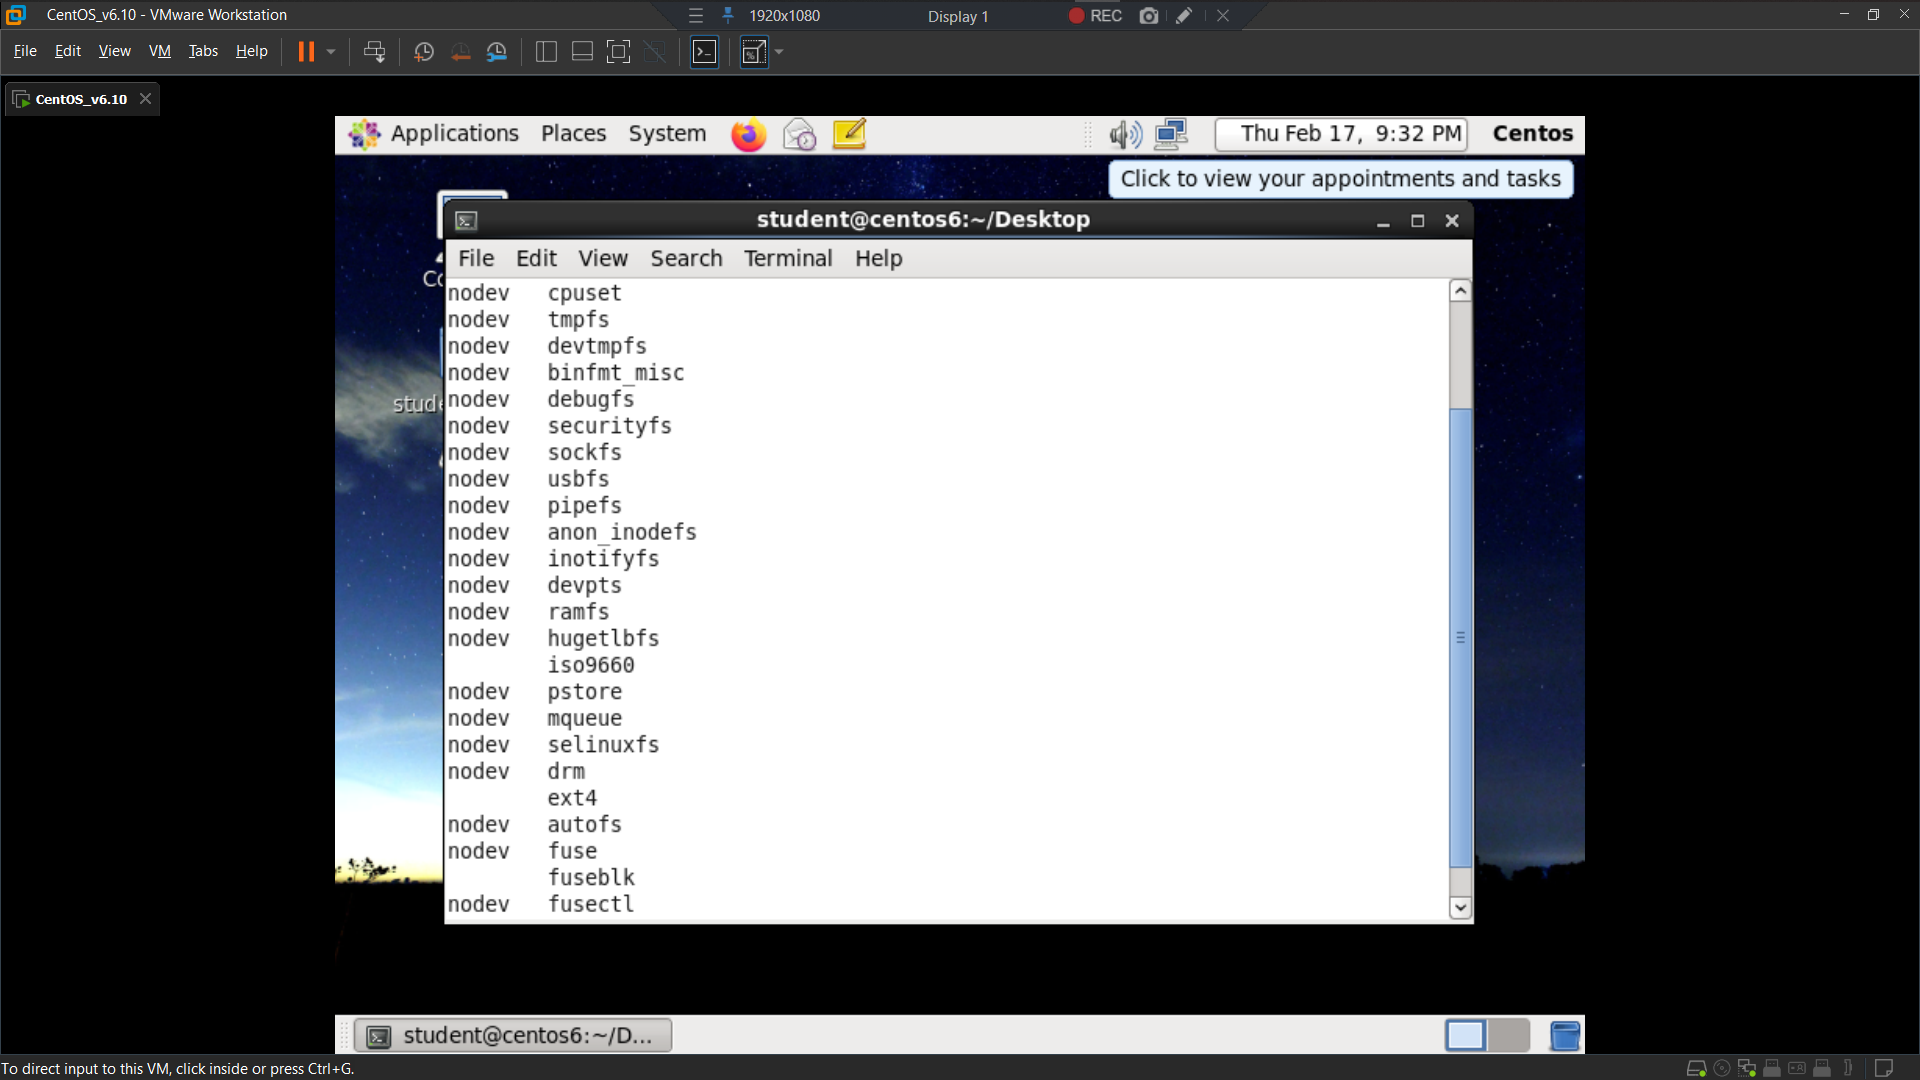 CentOS_v6.10 - VMware Workstation
1920x1080
Display 1
REC
File Edit View VM Tabs Help
CentOS_v6.10
Applications Places System
Thu Feb 17, 9:32 PM
Centos
Click to view your appointments and tasks
student@centos6:~/Desktop
File Edit View Search Terminal Help
nodev cpuset
nodev tmpfs
nodev devtmpfs
nodev binfmt_misc
nodev debugfs
nodev securityfs
nodev sockfs
nodev usbfs
nodev pipefs
nodev anon_inodefs
nodev inotifyfs
nodev devpts
nodev ramfs
nodev hugetlbfs
iso9660
nodev pstore
nodev mqueue
nodev selinuxfs
nodev drm
ext4
nodev autofs
nodev fuse
fuseblk
nodev fusectl
student@centos6:~/D...
To direct input to this VM, click inside or press Ctrl+G.